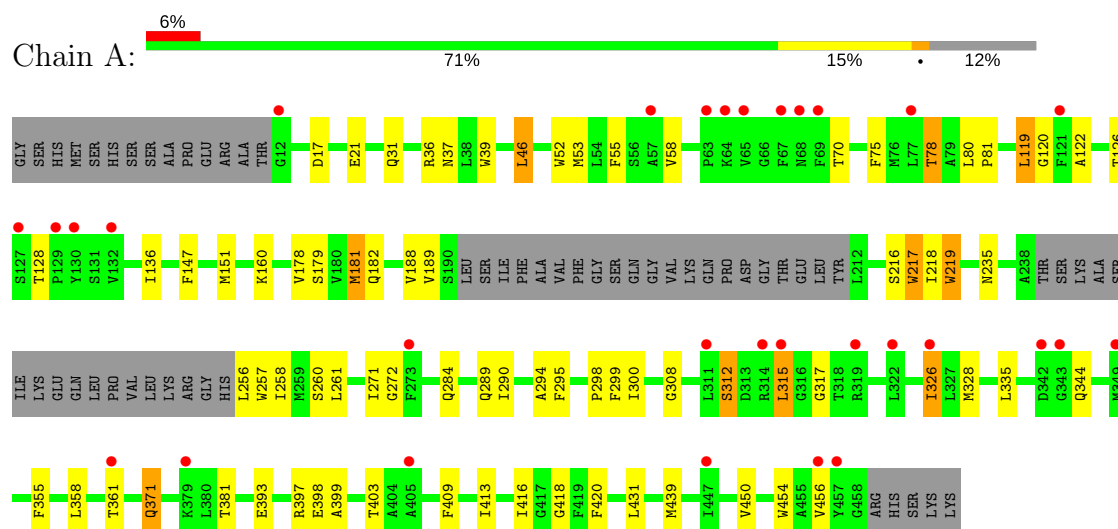 6%
Chain A:
71% 15% • 12%
GLY SER HIS MET SER HIS SER SER ALA PRO GLU ARG ALA THR G12 D17 E21 Q31 R36 N37 L38 W39 L46 W52 M53 L54 F55 S56 A57 V58 P63 K64 V65 G66 F67 N68 F69 T70 F75 M76 L77 T78 A79 L80 P81 L119 G120 F121 A122 T126
S127 T128 P129 Y130 S131 V132 I136 F147 M151 K160 V178 S179 V180 M181 Q182 V188 V189 S190 LEU SER ILE PHE ALA VAL PHE GLY SER GLN GLY VAL LYS GLN PRO ASP GLY THR GLU LEU TYR L212 S216 W217 I218 W219 N235 A238 THR SER LYS ALA SER
ILE LYS GLU GLN LEU PRO VAL LEU LYS ARG GLY HIS L256 W257 I258 M259 S260 L261 I271 G272 F273 Q284 Q289 I290 A294 F295 P298 F299 I300 G308 L311 S312 D313 R314 L315 G316 G317 T318 R319 L322 I326 L327 M328 L335 D342 G343 Q344 M349
F355 L358 T361 Q371 K379 L380 T381 E393 R397 E398 A399 T403 A404 A405 F409 I413 I416 G417 G418 F419 F420 L431 M439 I447 V450 W454 A455 V456 Y457 G458 ARG HIS SER LYS LYS